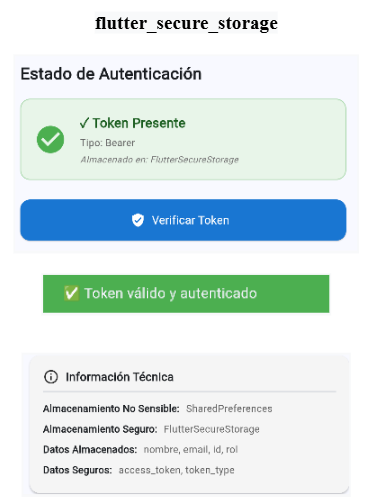 flutter_secure_storage
Estado de Autenticación
✓ Token Presente
Tipo: Bearer
Almacenado en: FlutterSecureStorage
Verificar Token
✅ Token válido y autenticado
Información Técnica
Almacenamiento No Sensible: SharedPreferences
Almacenamiento Seguro: FlutterSecureStorage
Datos Almacenados: nombre, email, id, rol
Datos Seguros: access_token, token_type